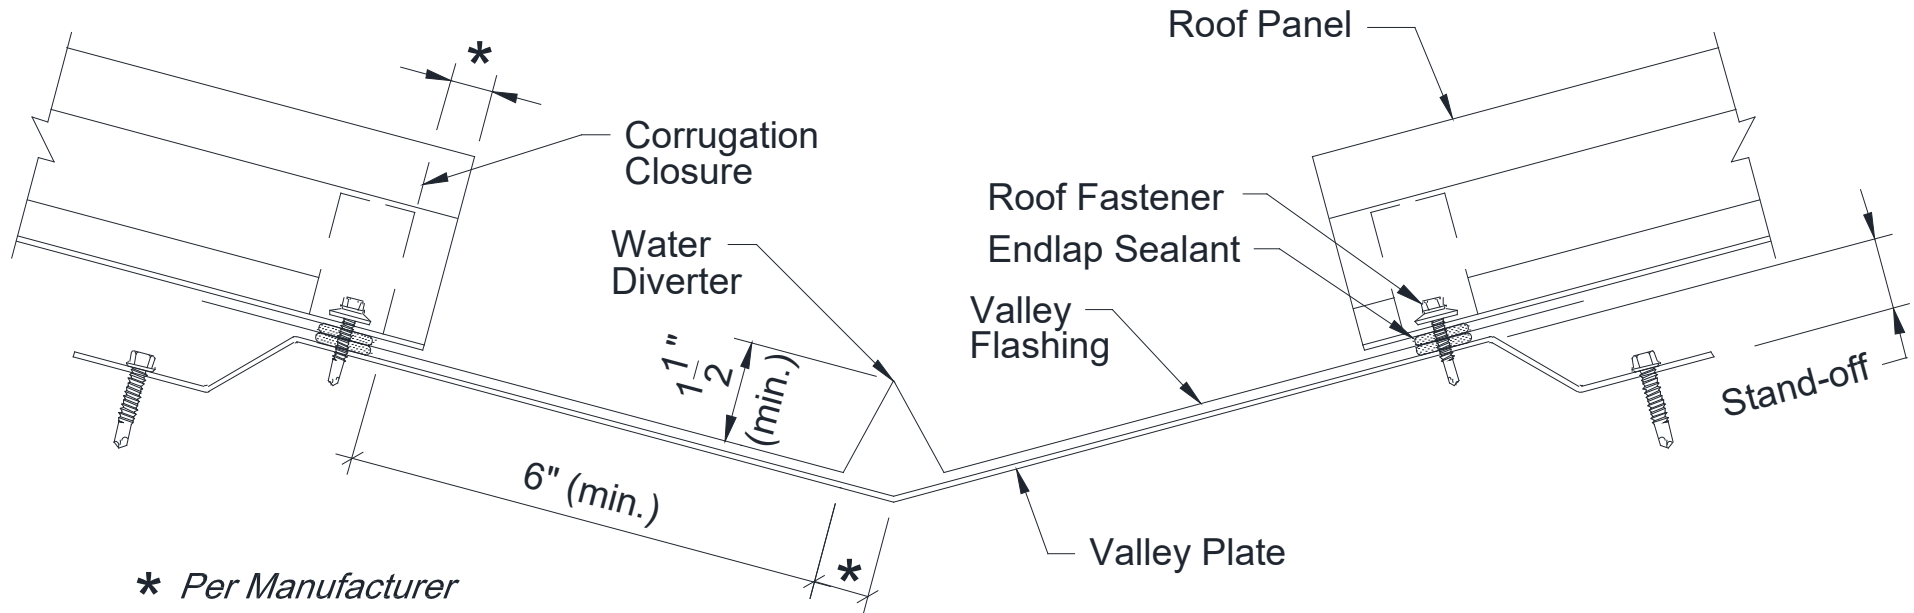 Roof Panel
*
Corrugation
Closure
Roof Fastener
Endlap Sealant
Water
Diverter
Valley
Flashing
1 1/2"
(min.)
Stand-off
6" (min.)
Valley Plate
*
* Per Manufacturer